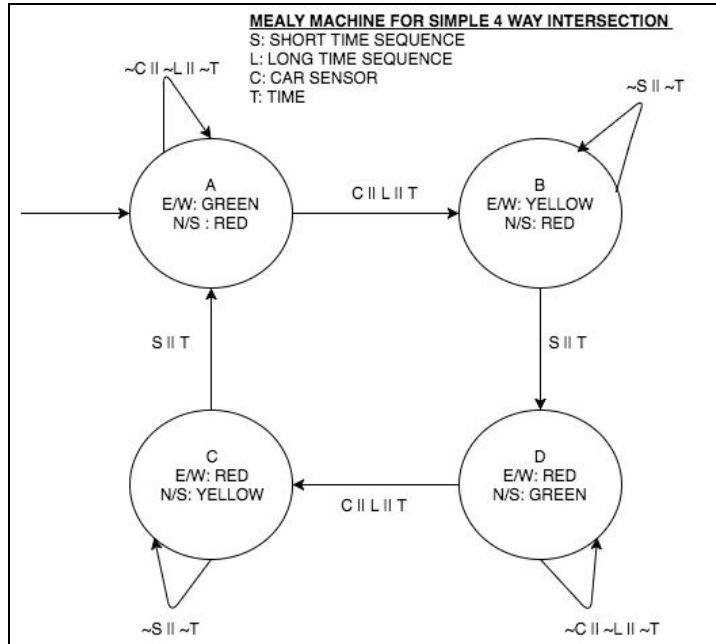 MEALY MACHINE FOR SIMPLE 4 WAY INTERSECTION
S: SHORT TIME SEQUENCE
L: LONG TIME SEQUENCE
C: CAR SENSOR
T: TIME
~C || ~L || ~T
~S || ~T
A
E/W: GREEN
N/S : RED
C || L || T
B
E/W: YELLOW
N/S: RED
S || T
S || T
C
E/W: RED
N/S: YELLOW
C || L || T
D
E/W: RED
N/S: GREEN
~S || ~T
~C || ~L || ~T